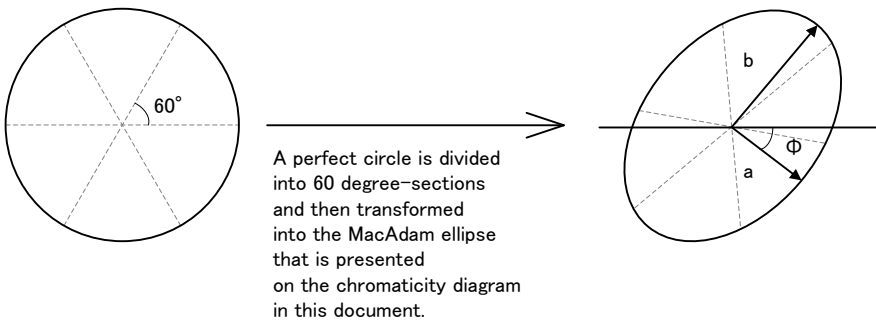 60°
A perfect circle is divided
into 60 degree-sections
and then transformed
into the MacAdam ellipse
that is presented
on the chromaticity diagram
in this document.
b
Φ
a